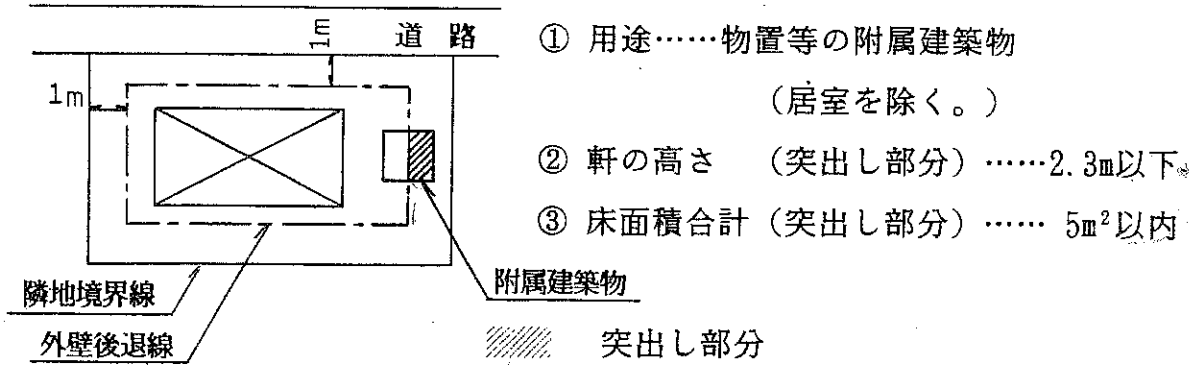 1m
道 路
1m
① 用途……物置等の附属建築物
(居室を除く。)
② 軒の高さ (突出し部分) ……2.3m以下
③ 床面積合計 (突出し部分) …… 5m²以内
隣地境界線
外壁後退線
附属建築物
突出し部分